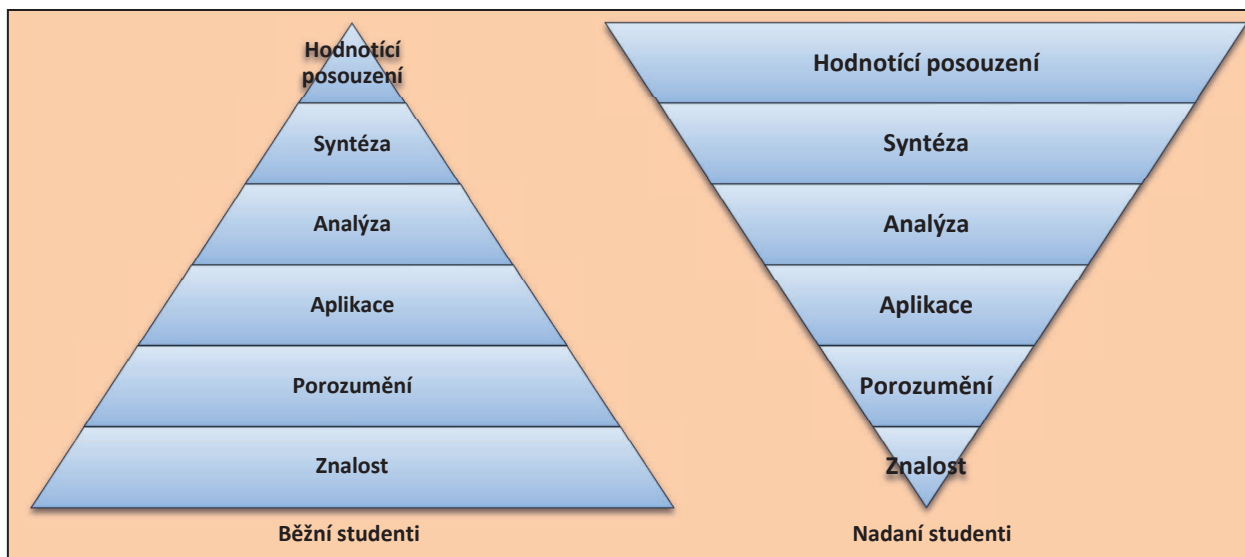 Hodnotící
posouzení
Syntéza
Analýza
Aplikace
Porozumění
Znalost
Běžní studenti
Hodnotící posouzení
Syntéza
Analýza
Aplikace
Porozumění
Znalost
Nadaní studenti